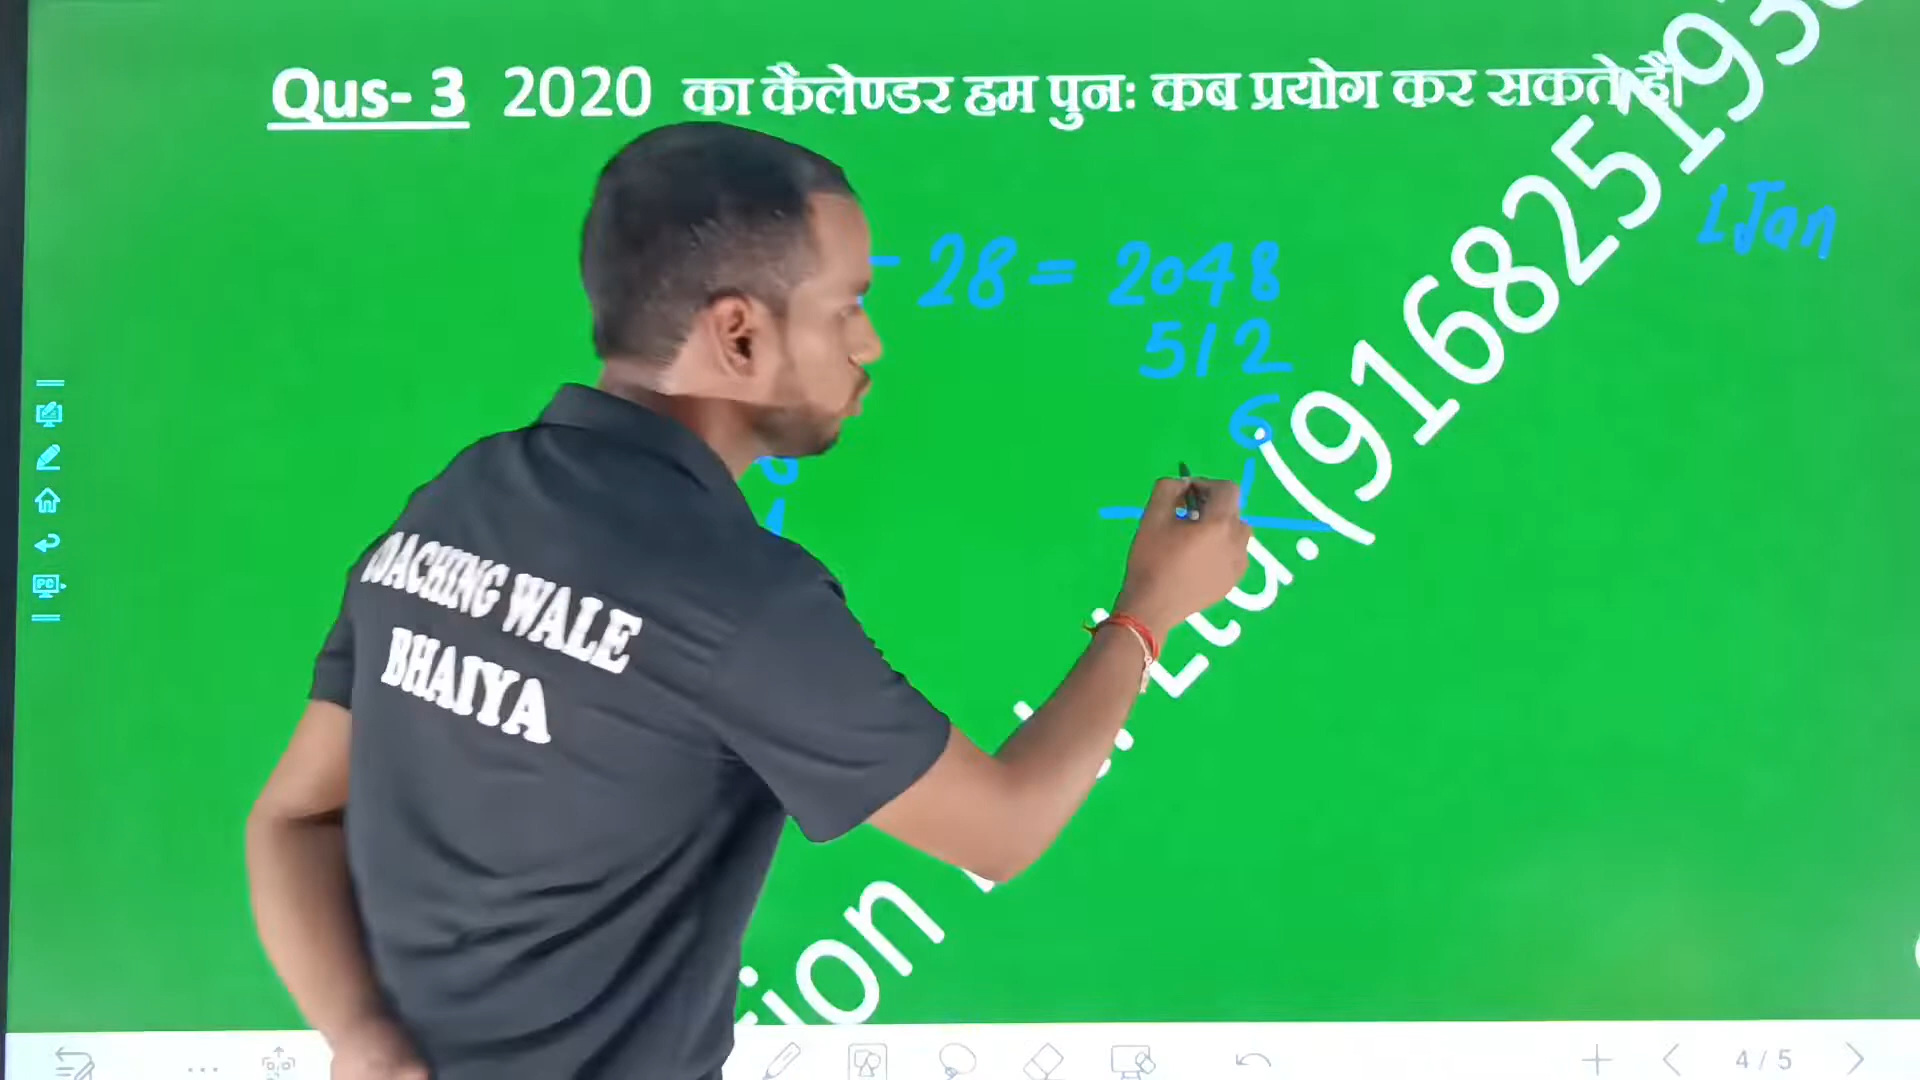 Qus- 3 2020 का कैलेण्डर हम पुनः कब प्रयोग कर सकते हैं।
1 Jan
- 28 = 2048
512
6
1
COACHING WALE
BHAIYA
ion
Ltd. (916825193
4 / 5